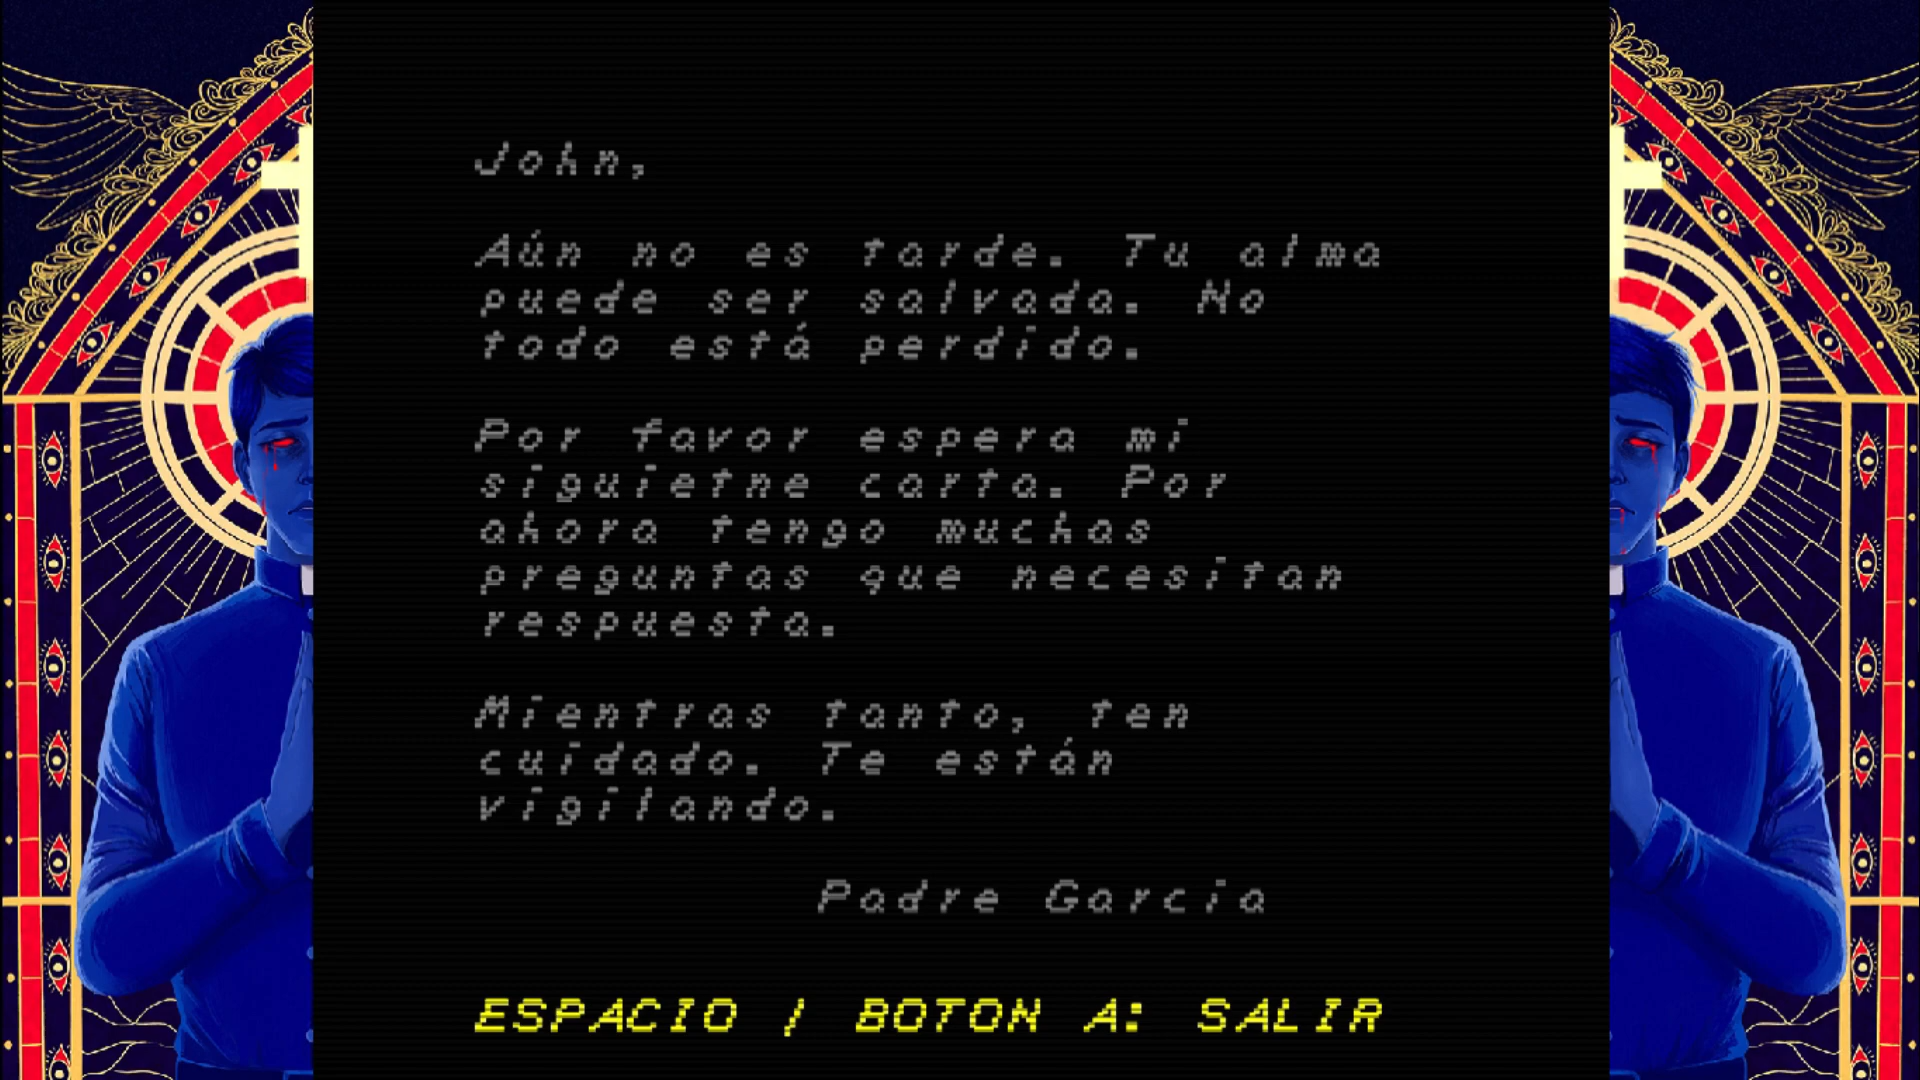 John,
Aún no es tarde. Tu alma
puede ser salvada. No
todo está perdido.
Por favor espera mi
siguietne carta. Por
ahora tengo muchas
preguntas que necesitan
respuesta.
Mientras tanto, ten
cuidado. Te están
vigilando.
Padre García
ESPACIO / BOTON A: SALIR